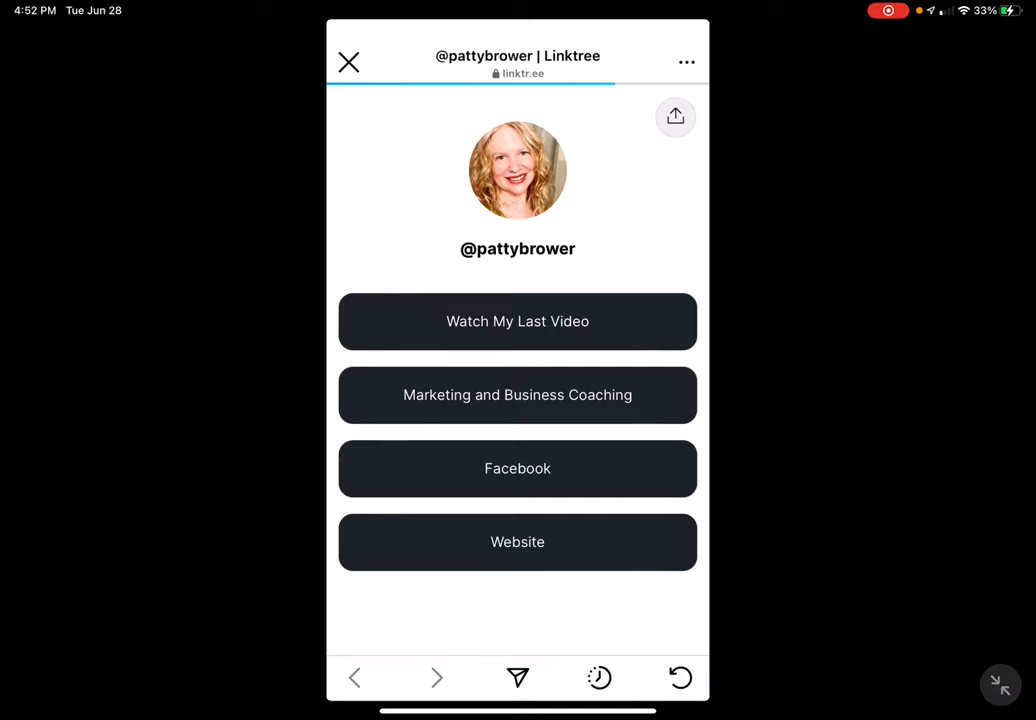 4:52 PM Tue Jun 28
33%
@pattybrower | Linktree
linktr.ee
@pattybrower
Watch My Last Video
Marketing and Business Coaching
Facebook
Website